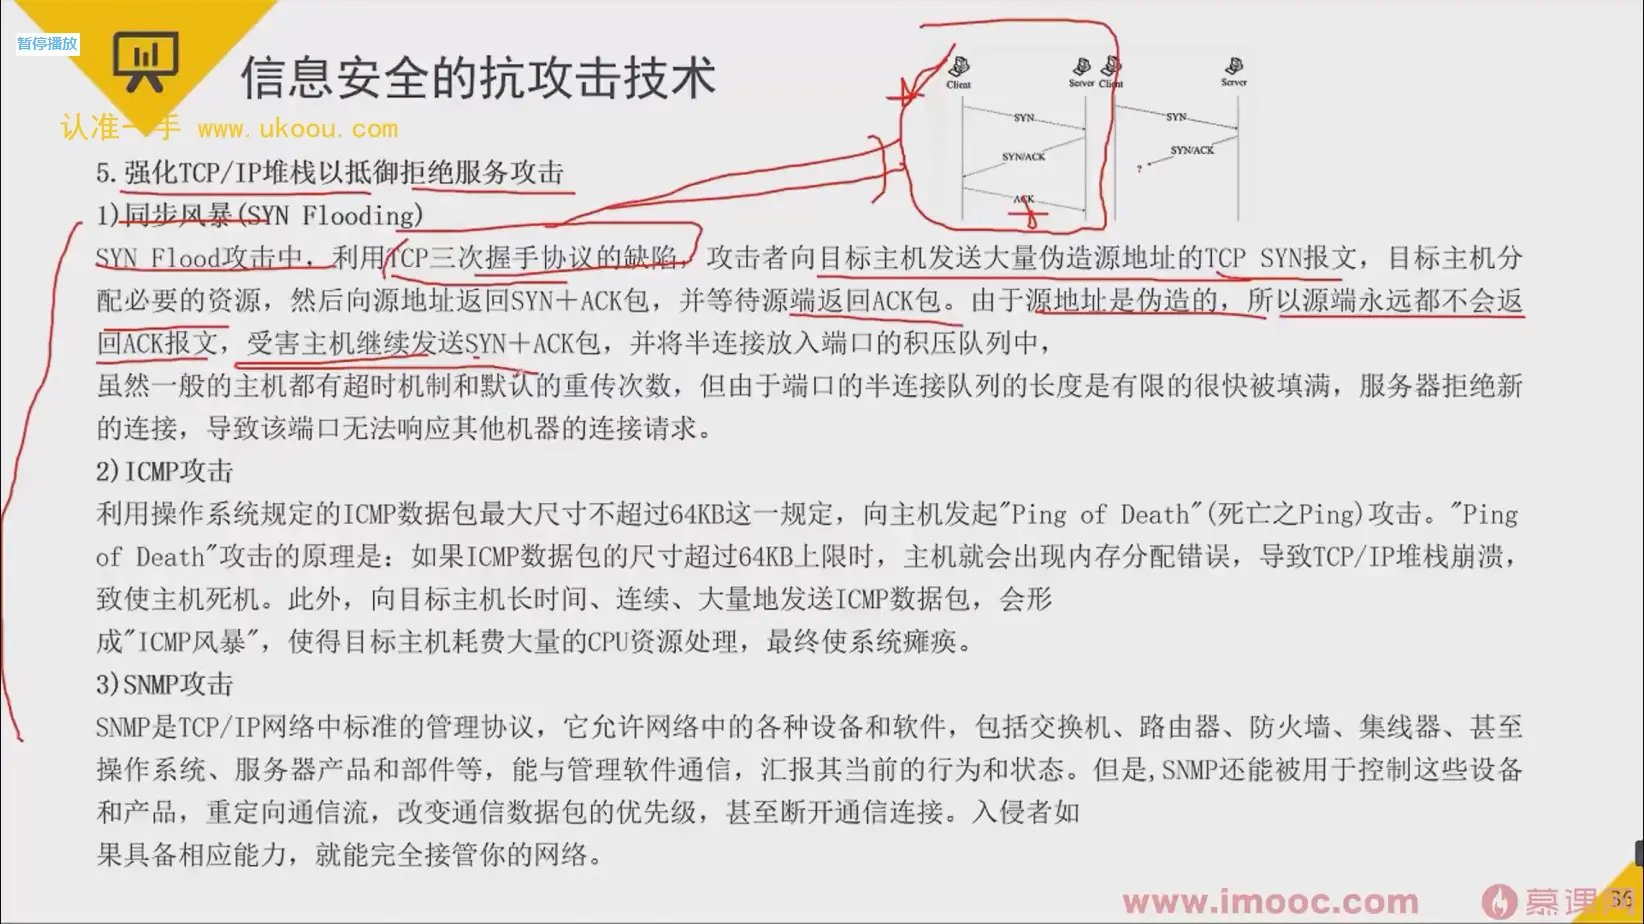 暂停播放
信息安全的抗攻击技术
认准一手 www.ukoou.com
Client
Server
Client
Server
SYN
SYN/ACK
ACK
SYN
SYN/ACK
?
5.强化TCP/IP堆栈以抵御拒绝服务攻击
1)同步风暴(SYN Flooding)
SYN Flood攻击中，利用TCP三次握手协议的缺陷，攻击者向目标主机发送大量伪造源地址的TCP SYN报文，目标主机分
配必要的资源，然后向源地址返回SYN＋ACK包，并等待源端返回ACK包。由于源地址是伪造的，所以源端永远都不会返
回ACK报文，受害主机继续发送SYN＋ACK包，并将半连接放入端口的积压队列中，
虽然一般的主机都有超时机制和默认的重传次数，但由于端口的半连接队列的长度是有限的很快被填满，服务器拒绝新
的连接，导致该端口无法响应其他机器的连接请求。
2)ICMP攻击
利用操作系统规定的ICMP数据包最大尺寸不超过64KB这一规定，向主机发起"Ping of Death"(死亡之Ping)攻击。"Ping
of Death"攻击的原理是：如果ICMP数据包的尺寸超过64KB上限时，主机就会出现内存分配错误，导致TCP/IP堆栈崩溃，
致使主机死机。此外，向目标主机长时间、连续、大量地发送ICMP数据包，会形
成"ICMP风暴"，使得目标主机耗费大量的CPU资源处理，最终使系统瘫痪。
3)SNMP攻击
SNMP是TCP/IP网络中标准的管理协议，它允许网络中的各种设备和软件，包括交换机、路由器、防火墙、集线器、甚至
操作系统、服务器产品和部件等，能与管理软件通信，汇报其当前的行为和状态。但是,SNMP还能被用于控制这些设备
和产品，重定向通信流，改变通信数据包的优先级，甚至断开通信连接。入侵者如
果具备相应能力，就能完全接管你的网络。
www.imooc.com 慕课网
36